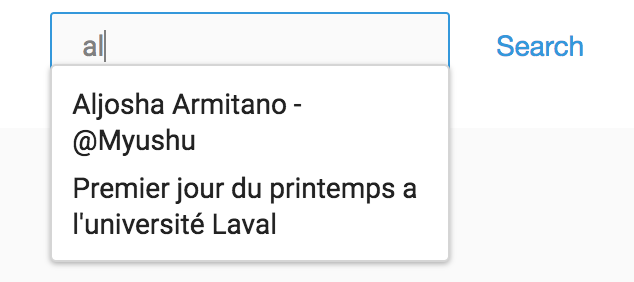 al
Search
Aljosha Armitano -
@Myushu
Premier jour du printemps a
l'université Laval